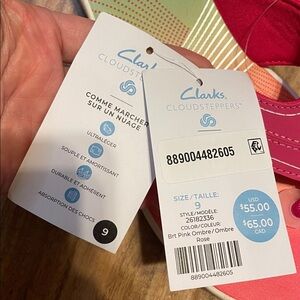 Clarks
CLOUDSTEPPERS
COMME MARCHER
SUR UN NUAGE
ULTRALÉGER
SOUPLE ET AMORTISSANT
DURABLE ET ADHÉRENT
ABSORPTION DES CHOCS
9
Clarks
CLOUDSTEPPERS
889004482605
SIZE/TAILLE:
9
STYLE/MODÈLE:
26182336
COLOR/COULEUR:
Brt Pink Ombre/Ombre
Rose
USD
$55.00
$65.00
CAD
889004482605